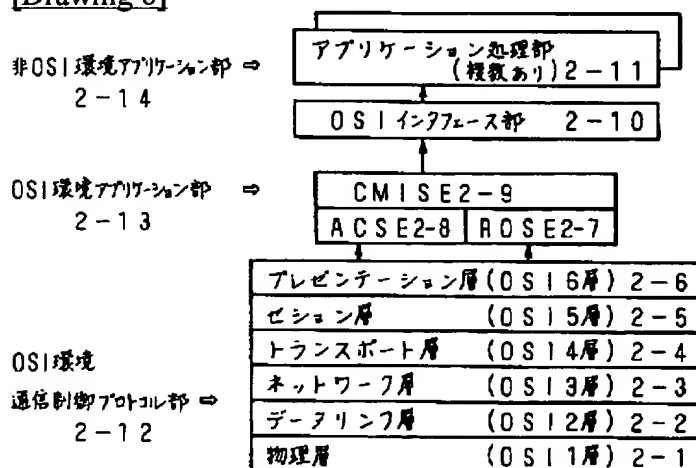 [Drawing 6]
アプリケーション処理部
(複数あり)2-11
非OSI環境アプリケーション部 ⇒
2-14
OSIインタフェース部 2-10
OSI環境アプリケーション部 ⇒
2-13
CMISE2-9
ACSE2-8 ROSE2-7
プレゼンテーション層(OSI6層) 2-6
セション層 (OSI5層) 2-5
トランスポート層 (OSI4層) 2-4
OSI環境
通信制御プロトコル部 ⇒
2-12
ネットワーク層 (OSI3層) 2-3
データリンク層 (OSI2層) 2-2
物理層 (OSI1層) 2-1